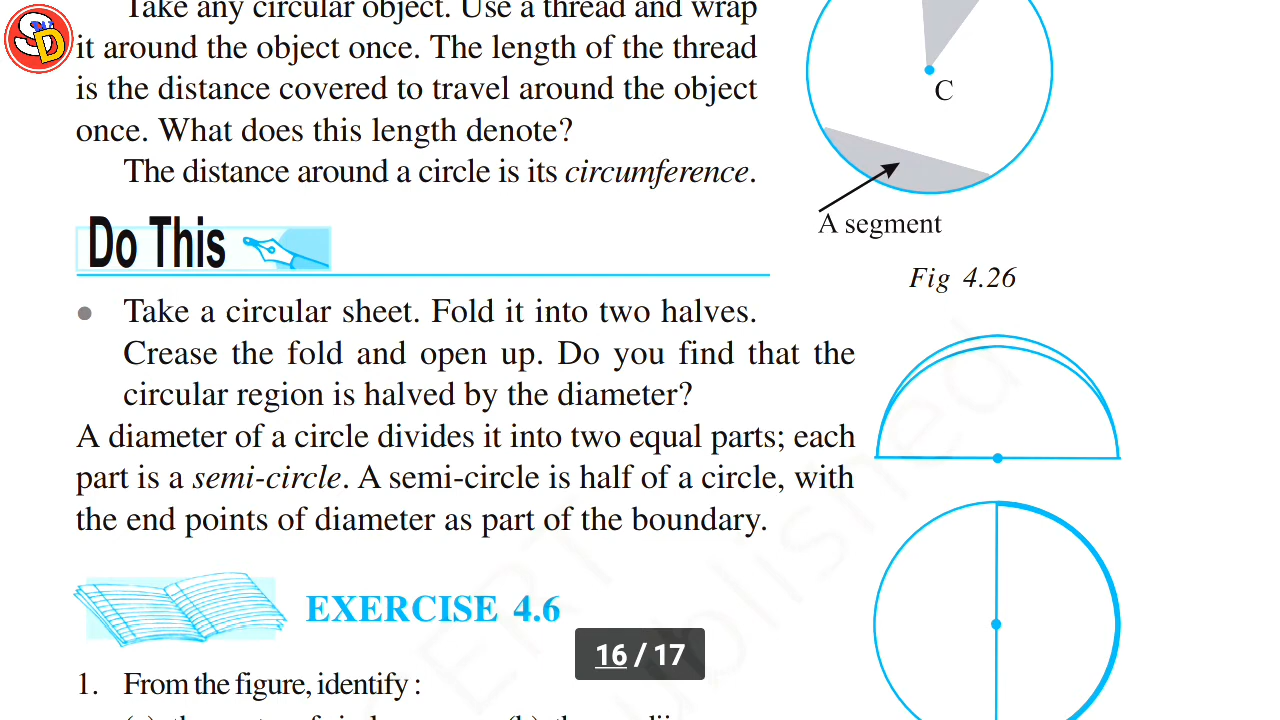 Take any circular object. Use a thread and wrap
it around the object once. The length of the thread
is the distance covered to travel around the object
once. What does this length denote?
The distance around a circle is its circumference.
C
A segment
Fig 4.26
Do This
● Take a circular sheet. Fold it into two halves.
Crease the fold and open up. Do you find that the
circular region is halved by the diameter?
A diameter of a circle divides it into two equal parts; each
part is a semi-circle. A semi-circle is half of a circle, with
the end points of diameter as part of the boundary.
EXERCISE 4.6
16 / 17
1. From the figure, identify :